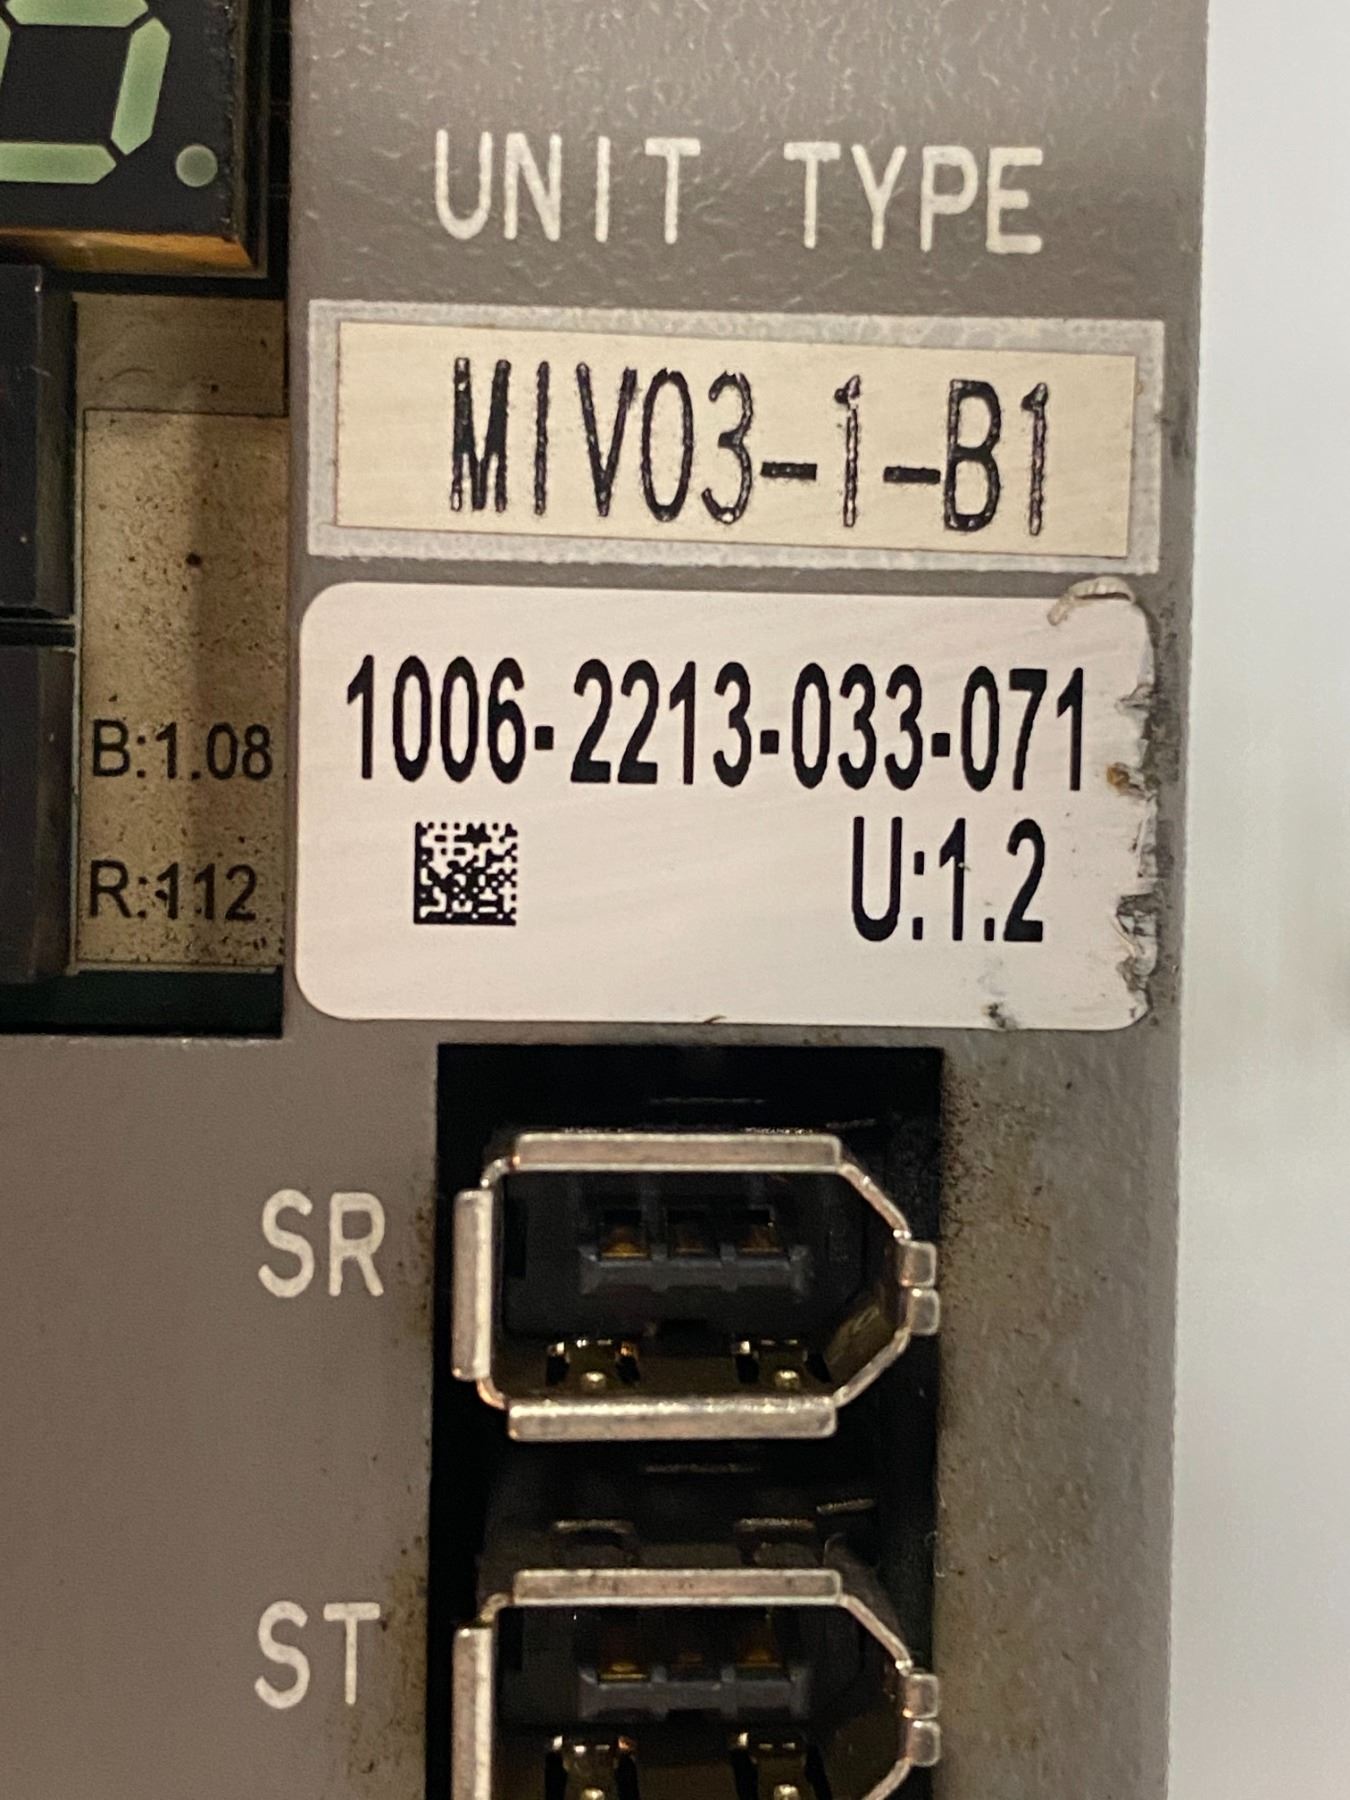 UNIT TYPE
MIV03-1-B1
1006-2213-033-071
U:1.2
B:1.08
R:112
SR
ST